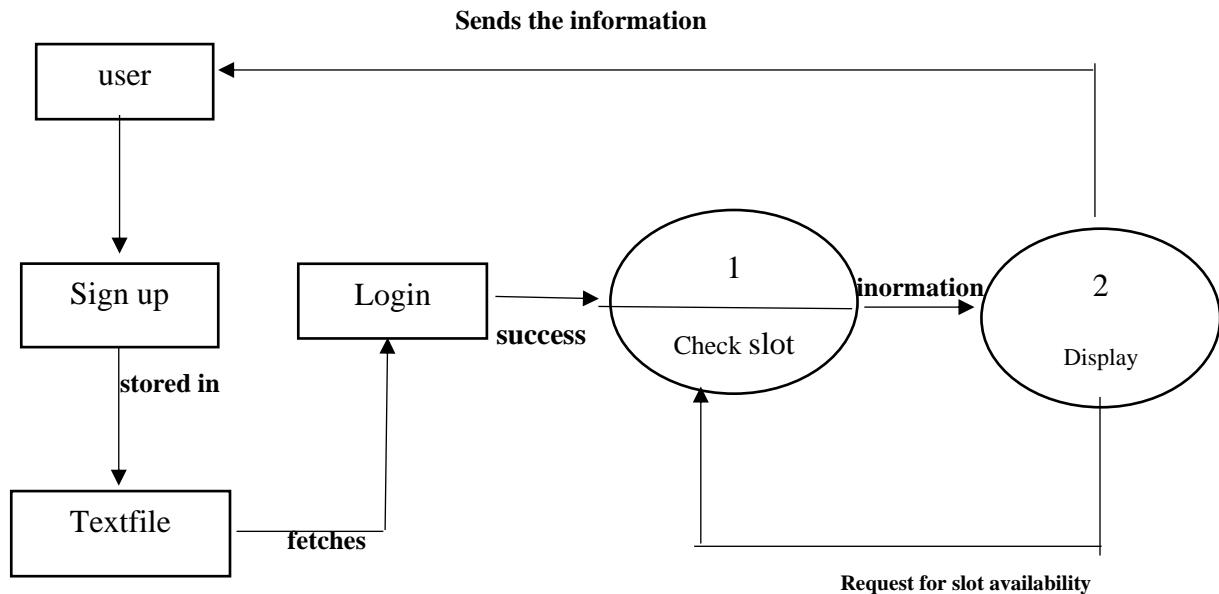 Sends the information
user
Sign up
Login
1
inormation
2
success
Check slot
Display
stored in
Textfile
fetches
Request for slot availability